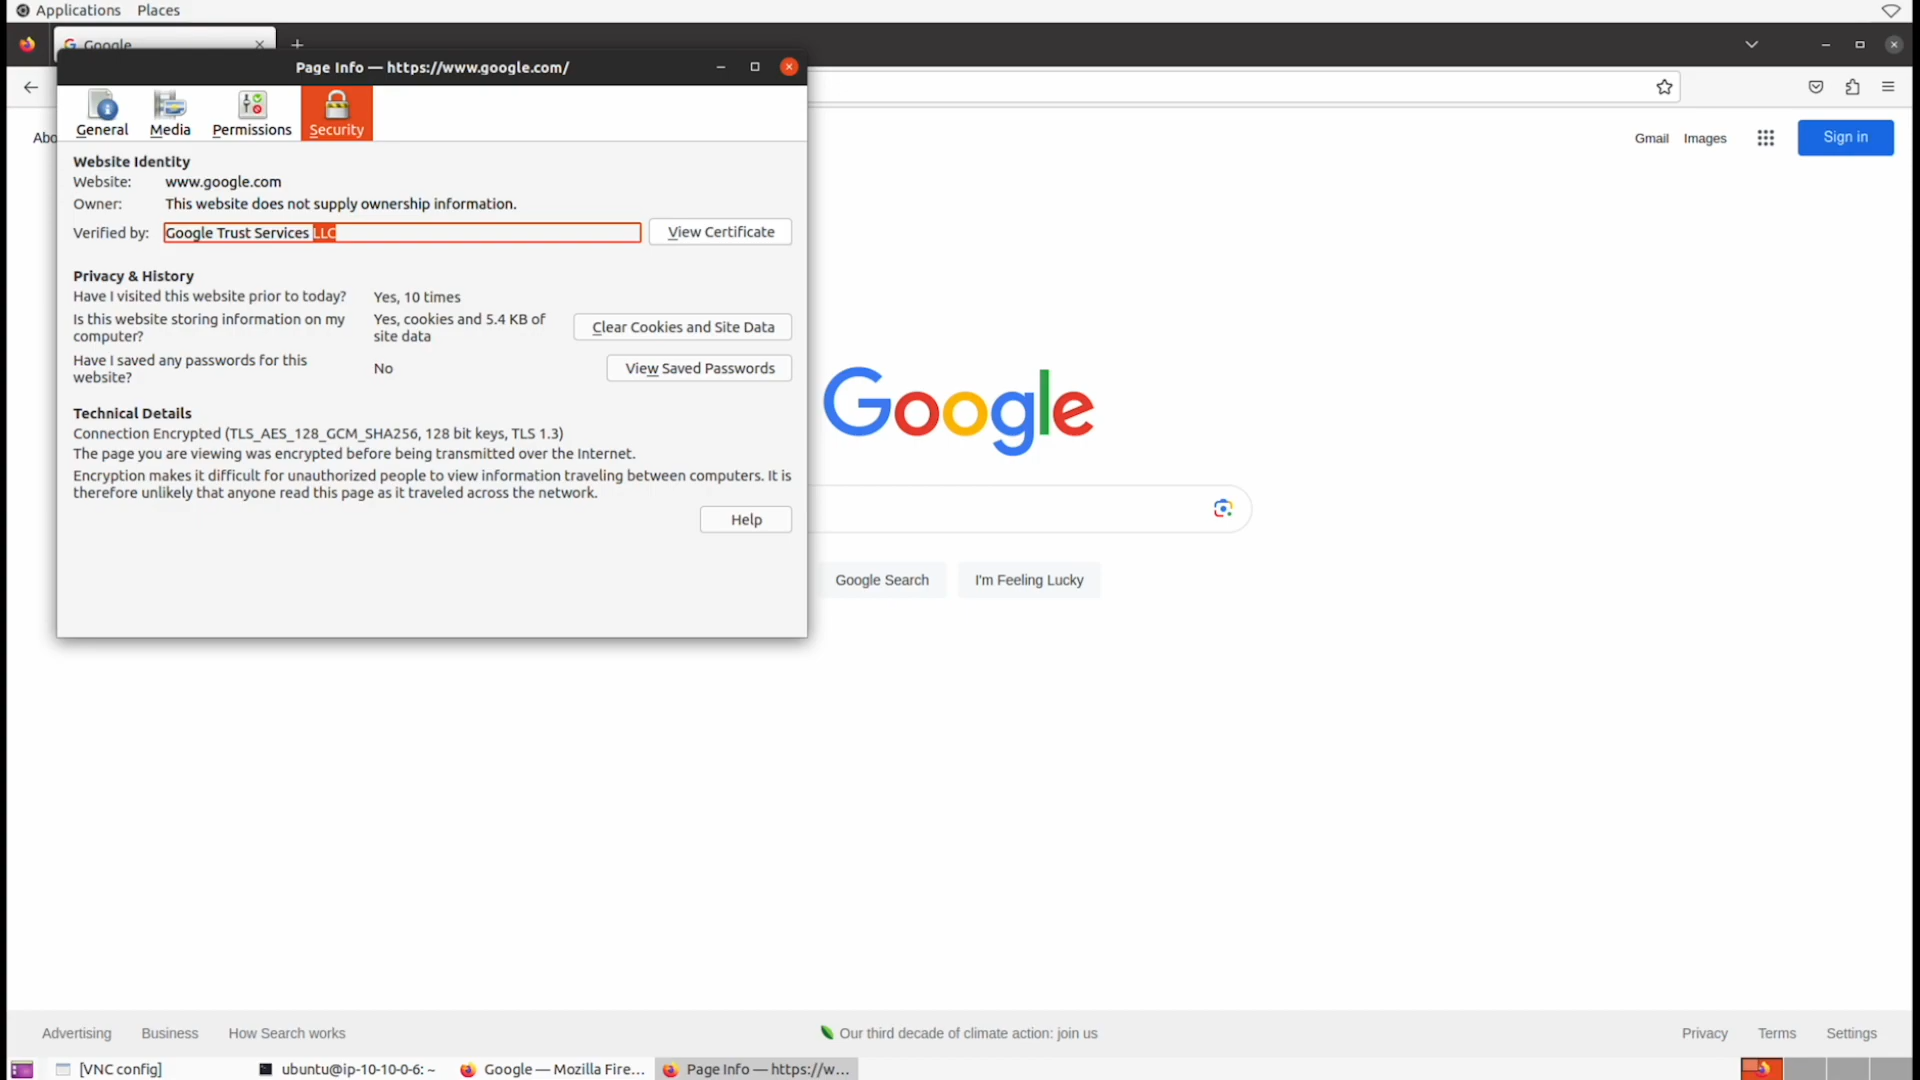 Applications Places
Google
Page Info — https://www.google.com/
General Media Permissions Security
Gmail Images Sign in
Website Identity
Website: www.google.com
Owner: This website does not supply ownership information.
Verified by: Google Trust Services LLC View Certificate
Privacy & History
Have I visited this website prior to today? Yes, 10 times
Is this website storing information on my
computer?
Yes, cookies and 5.4 KB of
site data
Clear Cookies and Site Data
Have I saved any passwords for this
website?
No
View Saved Passwords
Technical Details
Connection Encrypted (TLS_AES_128_GCM_SHA256, 128 bit keys, TLS 1.3)
The page you are viewing was encrypted before being transmitted over the Internet.
Encryption makes it difficult for unauthorized people to view information traveling between computers. It is
therefore unlikely that anyone read this page as it traveled across the network.
Help
Google
Google Search I'm Feeling Lucky
Advertising Business How Search works Our third decade of climate action: join us Privacy Terms Settings
[VNC config] ubuntu@ip-10-10-0-6: ~ Google — Mozilla Fire... Page Info — https://w...